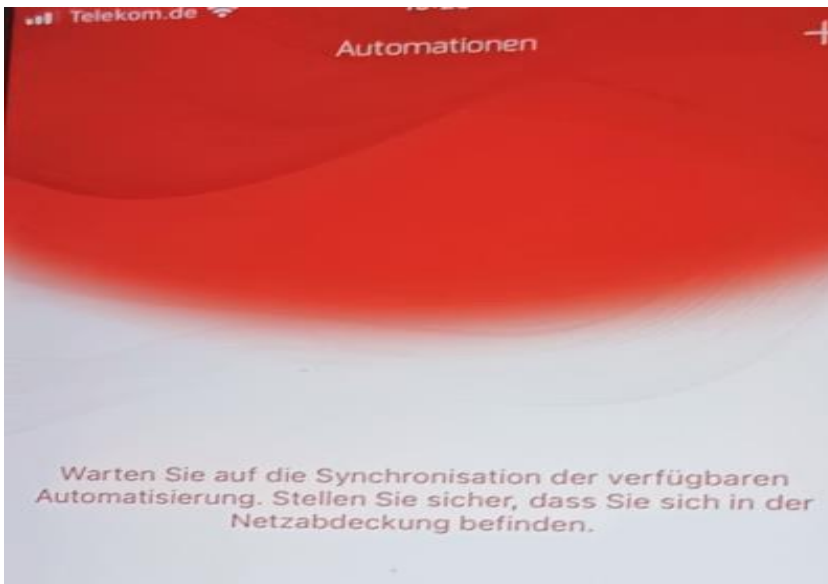 Telekom.de
Automationen
+
Warten Sie auf die Synchronisation der verfügbaren
Automatisierung. Stellen Sie sicher, dass Sie sich in der
Netzabdeckung befinden.